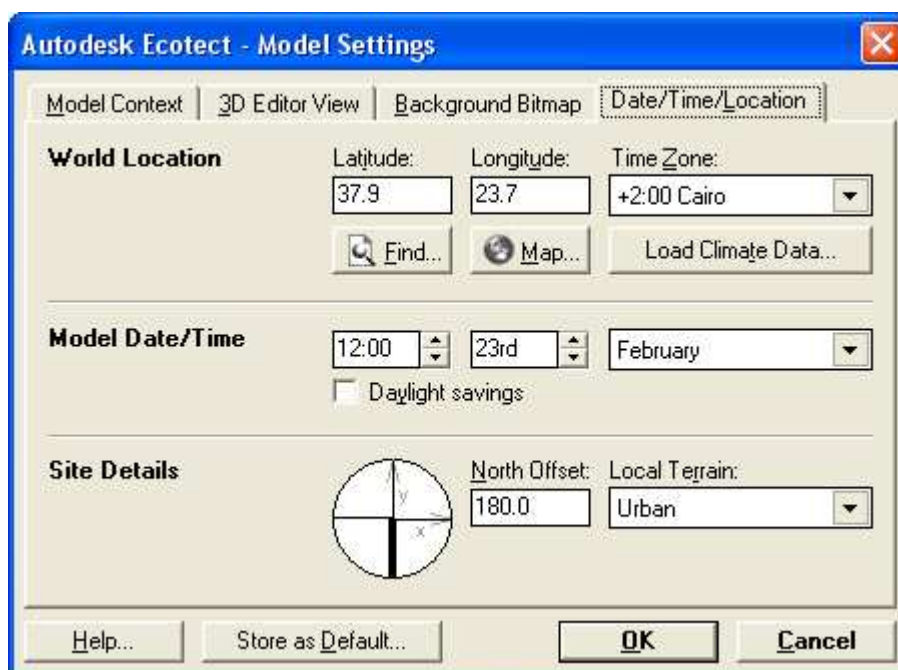 Autodesk Ecotect - Model Settings
Model Context 3D Editor View Background Bitmap Date/Time/Location
World Location Latitude: Longitude: Time Zone:
37.9 23.7 +2:00 Cairo
Find... Map... Load Climate Data...
Model Date/Time 12:00 23rd February
Daylight savings
Site Details North Offset: Local Terrain:
y 180.0 Urban
x
Help... Store as Default... OK Cancel